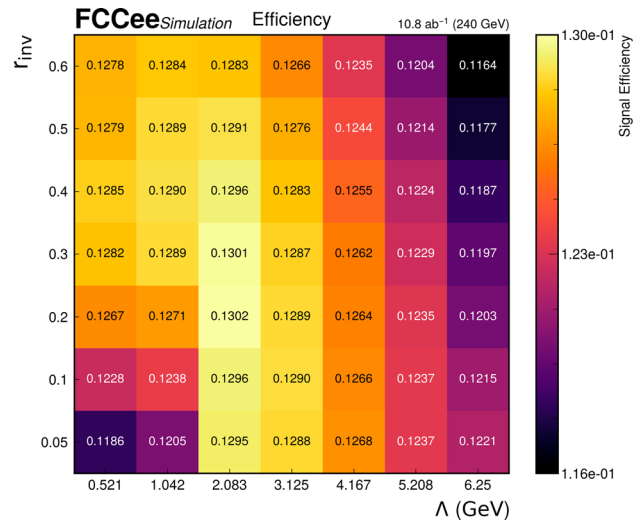 FCCee Simulation Efficiency 10.8 ab⁻¹ (240 GeV)
r_inv
0.6 0.1278 0.1284 0.1283 0.1266 0.1235 0.1204 0.1164
0.5 0.1279 0.1289 0.1291 0.1276 0.1244 0.1214 0.1177
0.4 0.1285 0.1290 0.1296 0.1283 0.1255 0.1224 0.1187
0.3 0.1282 0.1289 0.1301 0.1287 0.1262 0.1229 0.1197
0.2 0.1267 0.1271 0.1302 0.1289 0.1264 0.1235 0.1203
0.1 0.1228 0.1238 0.1296 0.1290 0.1266 0.1237 0.1215
0.05 0.1186 0.1205 0.1295 0.1288 0.1268 0.1237 0.1221
0.521 1.042 2.083 3.125 4.167 5.208 6.25
Λ (GeV)
1.30e-01
1.23e-01
1.16e-01
Signal Efficiency